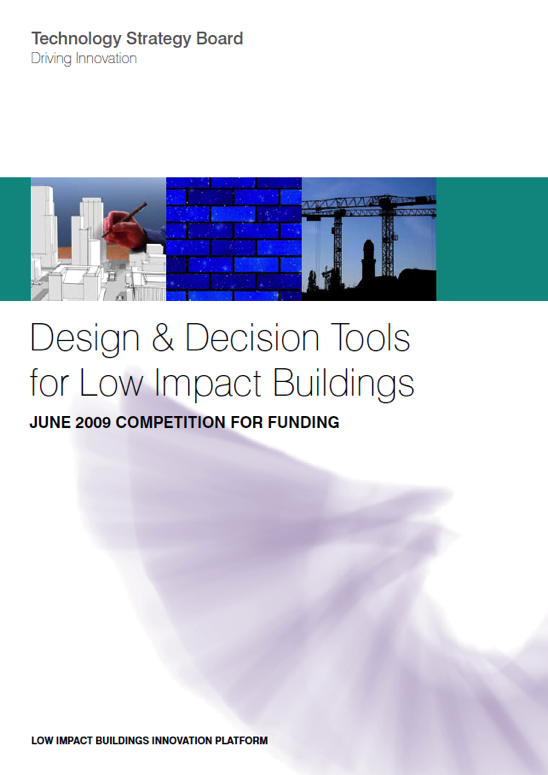 Technology Strategy Board
Driving Innovation
Design & Decision Tools
for Low Impact Buildings
JUNE 2009 COMPETITION FOR FUNDING
LOW IMPACT BUILDINGS INNOVATION PLATFORM